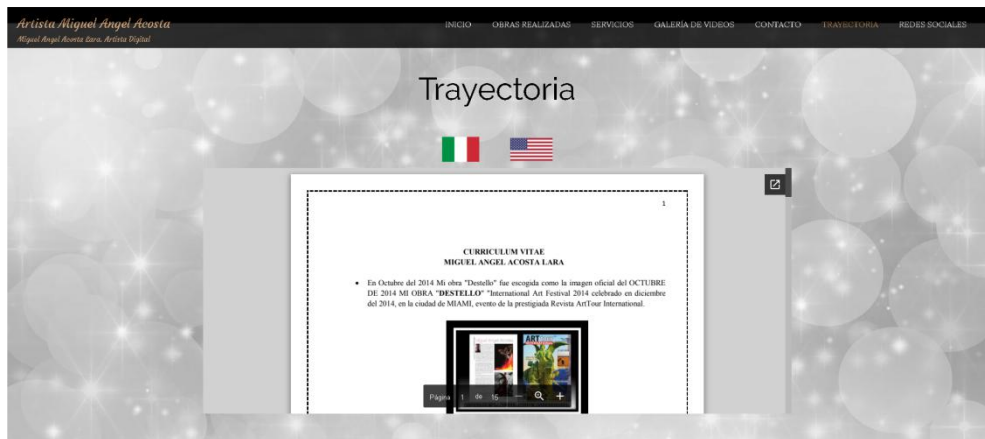 Artista Miguel Angel Acosta
Miguel Angel Acosta Lara, Artista Digital
INICIO OBRAS REALIZADAS SERVICIOS GALERÍA DE VIDEOS CONTACTO TRAYECTORIA REDES SOCIALES
Trayectoria
1
CURRICULUM VITAE
MIGUEL ANGEL ACOSTA LARA
• En Octubre del 2014 Mi obra "Destello" fue escogida como la imagen oficial del OCTUBRE
DE 2014 MI OBRA "DESTELLO" "International Art Festival 2014 celebrado en diciembre
del 2014, en la ciudad de MIAMI, evento de la prestigiada Revista ArtTour International.
ART
Página 1 de 16